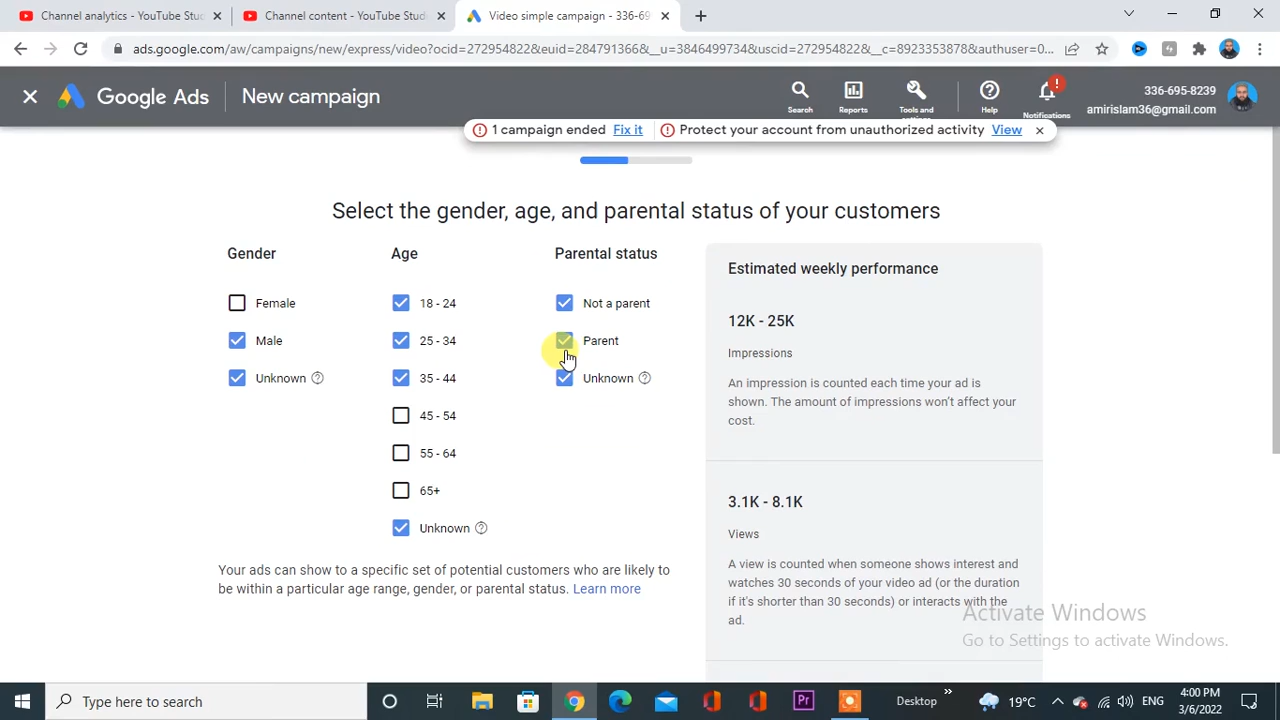 Channel analytics - YouTube Stud
Channel content - YouTube Studi
Video simple campaign - 336-69
ads.google.com/aw/campaigns/new/express/video?ocid=272954822&euid=284791366&__u=3846499734&uscid=272954822&__c=8923353878&authuser=0...
Google Ads
New campaign
Search
Reports
Tools and settings
Help
Notifications
336-695-8239
amirislam36@gmail.com
1 campaign ended Fix it
Protect your account from unauthorized activity View
Select the gender, age, and parental status of your customers
Gender
Female
Male
Unknown
Age
18 - 24
25 - 34
35 - 44
45 - 54
55 - 64
65+
Unknown
Parental status
Not a parent
Parent
Unknown
Your ads can show to a specific set of potential customers who are likely to
be within a particular age range, gender, or parental status. Learn more
Estimated weekly performance
12K - 25K
Impressions
An impression is counted each time your ad is
shown. The amount of impressions won't affect your
cost.
3.1K - 8.1K
Views
A view is counted when someone shows interest and
watches 30 seconds of your video ad (or the duration
if it's shorter than 30 seconds) or interacts with the
ad.
Activate Windows
Go to Settings to activate Windows.
Type here to search
Pr
Desktop
19°C
ENG
4:00 PM
3/6/2022